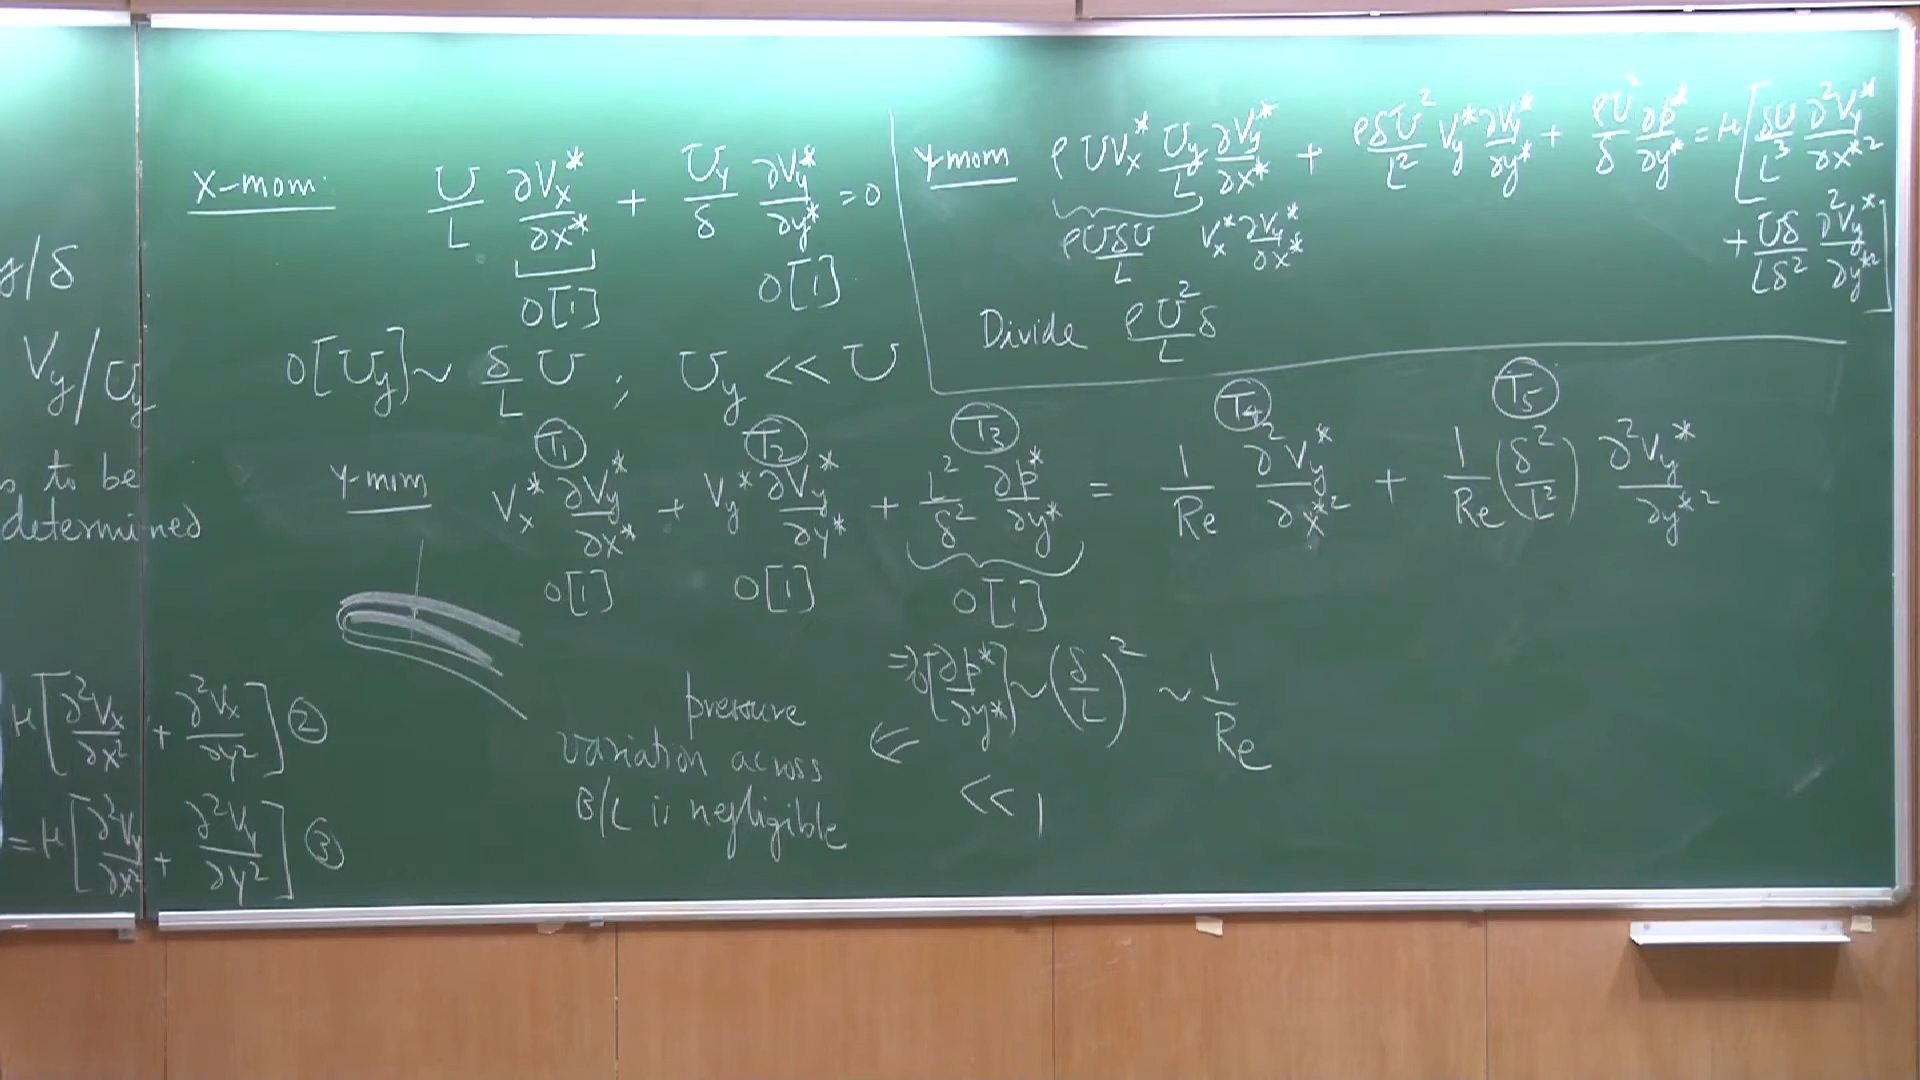 y/δ
Vy/Uy
s to be
determined
μ[∂²Vx/∂x² + ∂²Vx/∂y²] ②
= μ[∂²Vy/∂x² + ∂²Vy/∂y²] ③
X-mom: U/L ∂Vx*/∂x* + Uy/δ ∂Vy*/∂y* = 0
O[1] O[1]
O[Uy] ~ δ/L U ; Uy << U
Y-mom ρUVx* Uy/L ∂Vy*/∂x* + ρδU²/L² Vy* ∂Vy*/∂y* + ρU²/δ ∂p*/∂y* = μ[δU/L³ ∂²Vy*/∂x*²
+ Uδ/Lδ² ∂²Vy*/∂y*²]
ρUδU/L Vx* ∂Vy*/∂x*
Divide ρU²/L δ
T1 T2 T3 T4 T5
Y-mom Vx* ∂Vy*/∂x* + Vy* ∂Vy*/∂y* + L²/δ² ∂p*/∂y* = 1/Re ∂²Vy*/∂x*² + 1/Re (δ²/L²) ∂²Vy*/∂y*²
O[1] O[1] O[1]
⇒ O[∂p*/∂y*] ~ (δ/L)² ~ 1/Re
<< 1
⇐
pressure
variation across
B/L is negligible